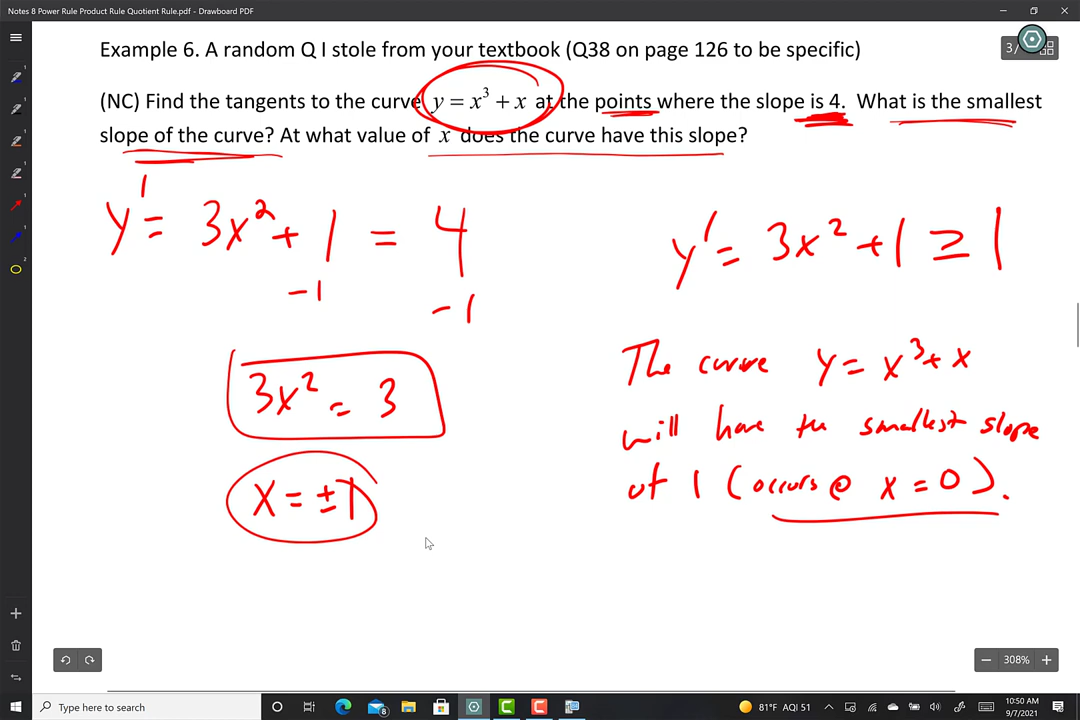 Notes 8 Power Rule Product Rule Quotient Rule.pdf - Drawboard PDF
3/
Example 6. A random Q I stole from your textbook (Q38 on page 126 to be specific)
(NC) Find the tangents to the curve y = x³ + x at the points where the slope is 4. What is the smallest
slope of the curve? At what value of x does the curve have this slope?
y' = 3x² + 1 = 4
-1 -1
3x² = 3
x = ±1
y' = 3x² + 1 ≥ 1
The curve y = x³ + x
will have the smallest slope
of 1 (occurs @ x = 0).
308%
Type here to search
8
81°F AQI 51
10:50 AM
9/7/2021